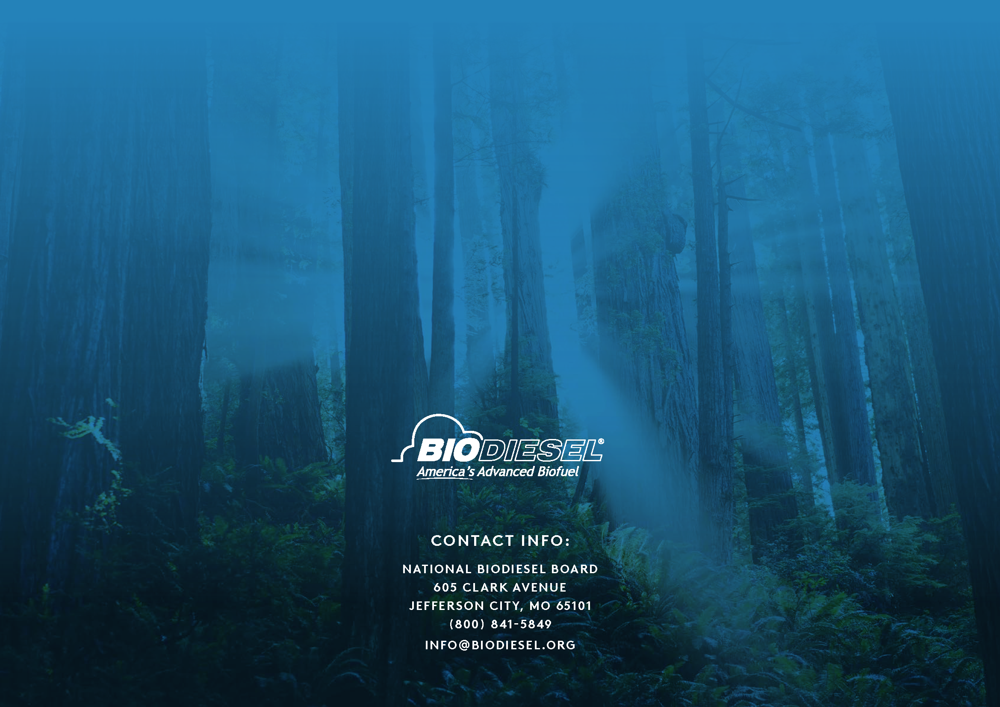 BIODIESEL®
America's Advanced Biofuel
CONTACT INFO:
NATIONAL BIODIESEL BOARD
605 CLARK AVENUE
JEFFERSON CITY, MO 65101
(800) 841-5849
INFO@BIODIESEL.ORG